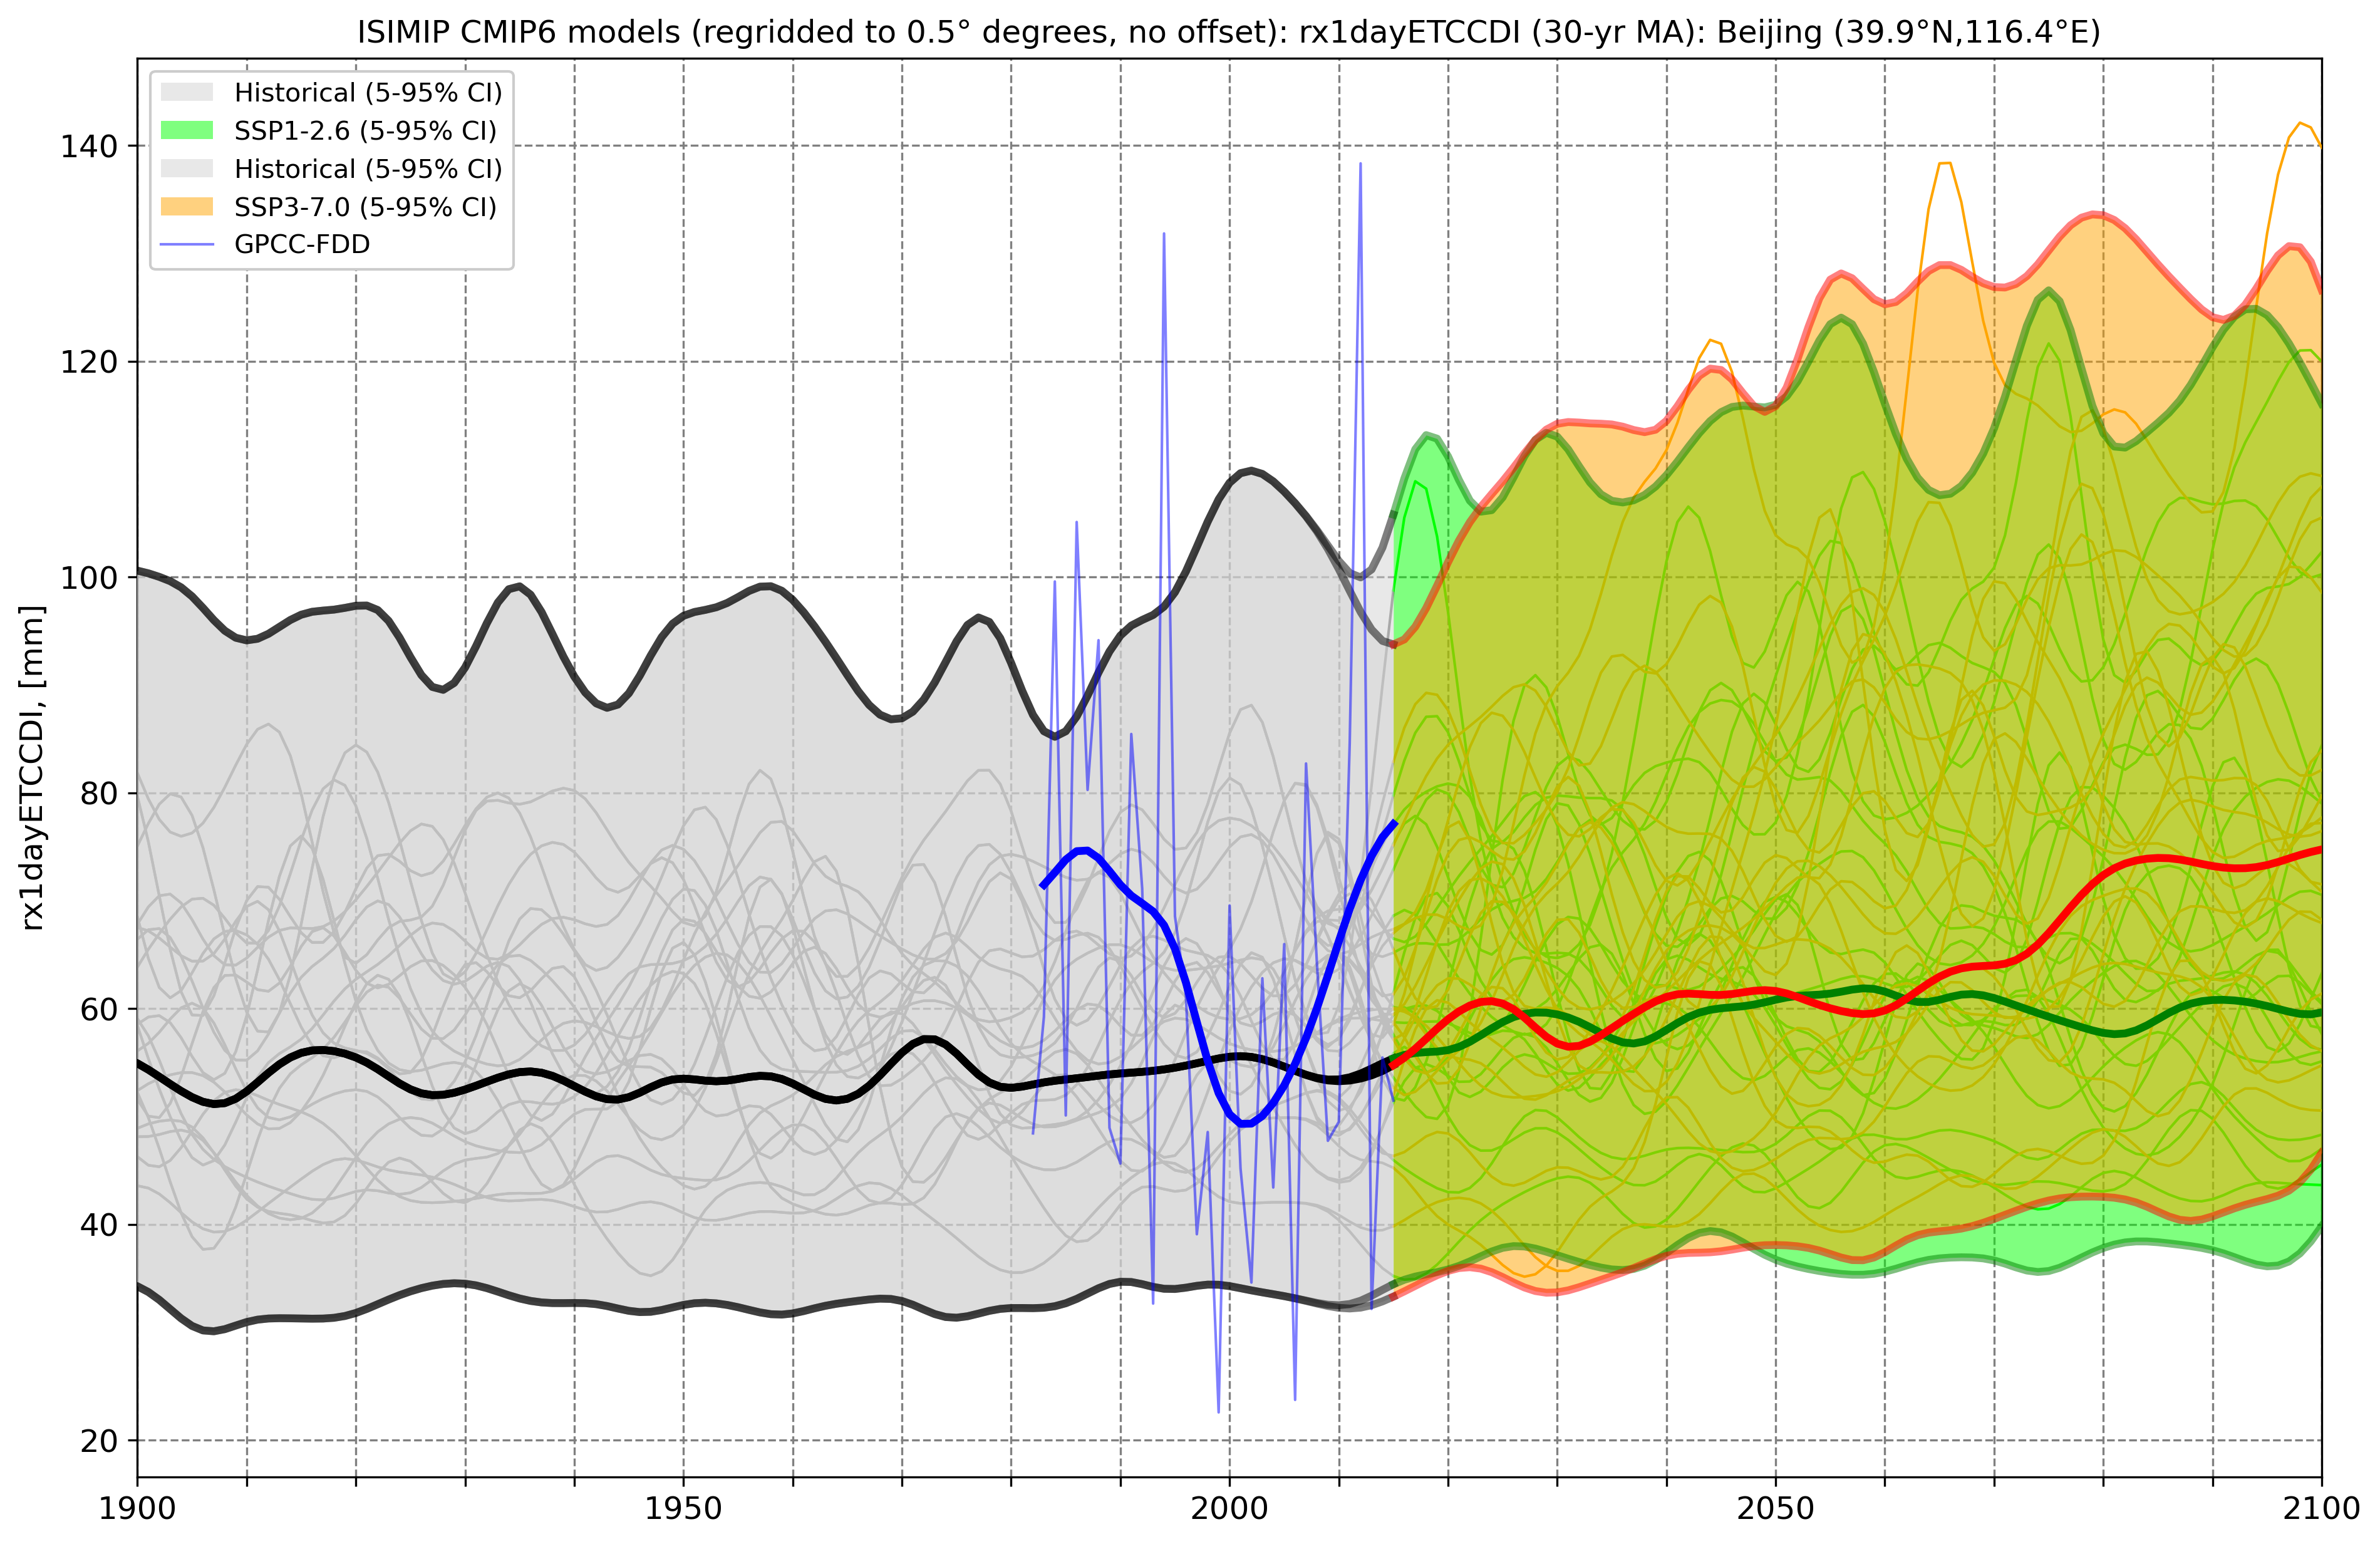 ISIMIP CMIP6 models (regridded to 0.5° degrees, no offset): rx1dayETCCDI (30-yr MA): Beijing (39.9°N,116.4°E)
Historical (5-95% CI)
SSP1-2.6 (5-95% CI)
Historical (5-95% CI)
SSP3-7.0 (5-95% CI)
GPCC-FDD
rx1dayETCCDI, [mm]
140
120
100
80
60
40
20
1900 1950 2000 2050 2100